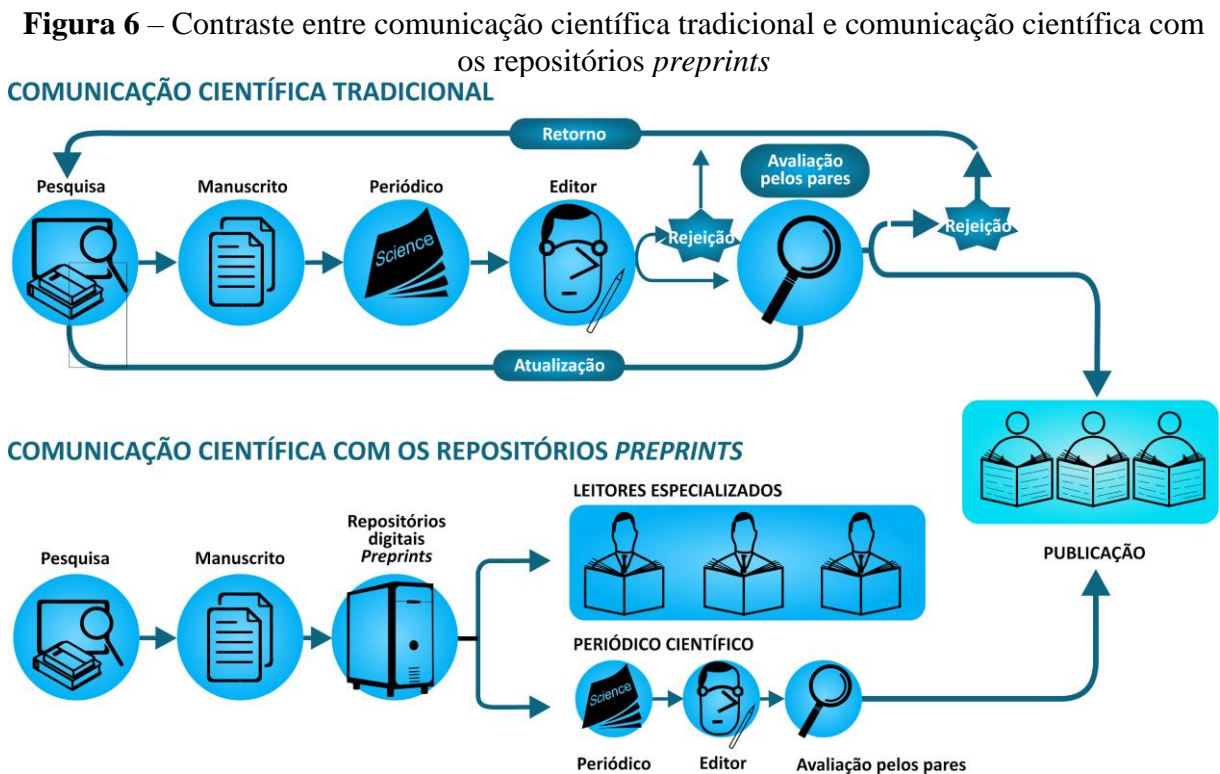 Figura 6 – Contraste entre comunicação científica tradicional e comunicação científica com
os repositórios preprints
COMUNICAÇÃO CIENTÍFICA TRADICIONAL
Retorno
Pesquisa
Manuscrito
Periódico
Editor
Avaliação
pelos pares
Rejeição
Rejeição
Science
Atualização
COMUNICAÇÃO CIENTÍFICA COM OS REPOSITÓRIOS PREPRINTS
LEITORES ESPECIALIZADOS
Pesquisa
Manuscrito
Repositórios
digitais
Preprints
PUBLICAÇÃO
PERIÓDICO CIENTÍFICO
Science
Periódico
Editor
Avaliação pelos pares